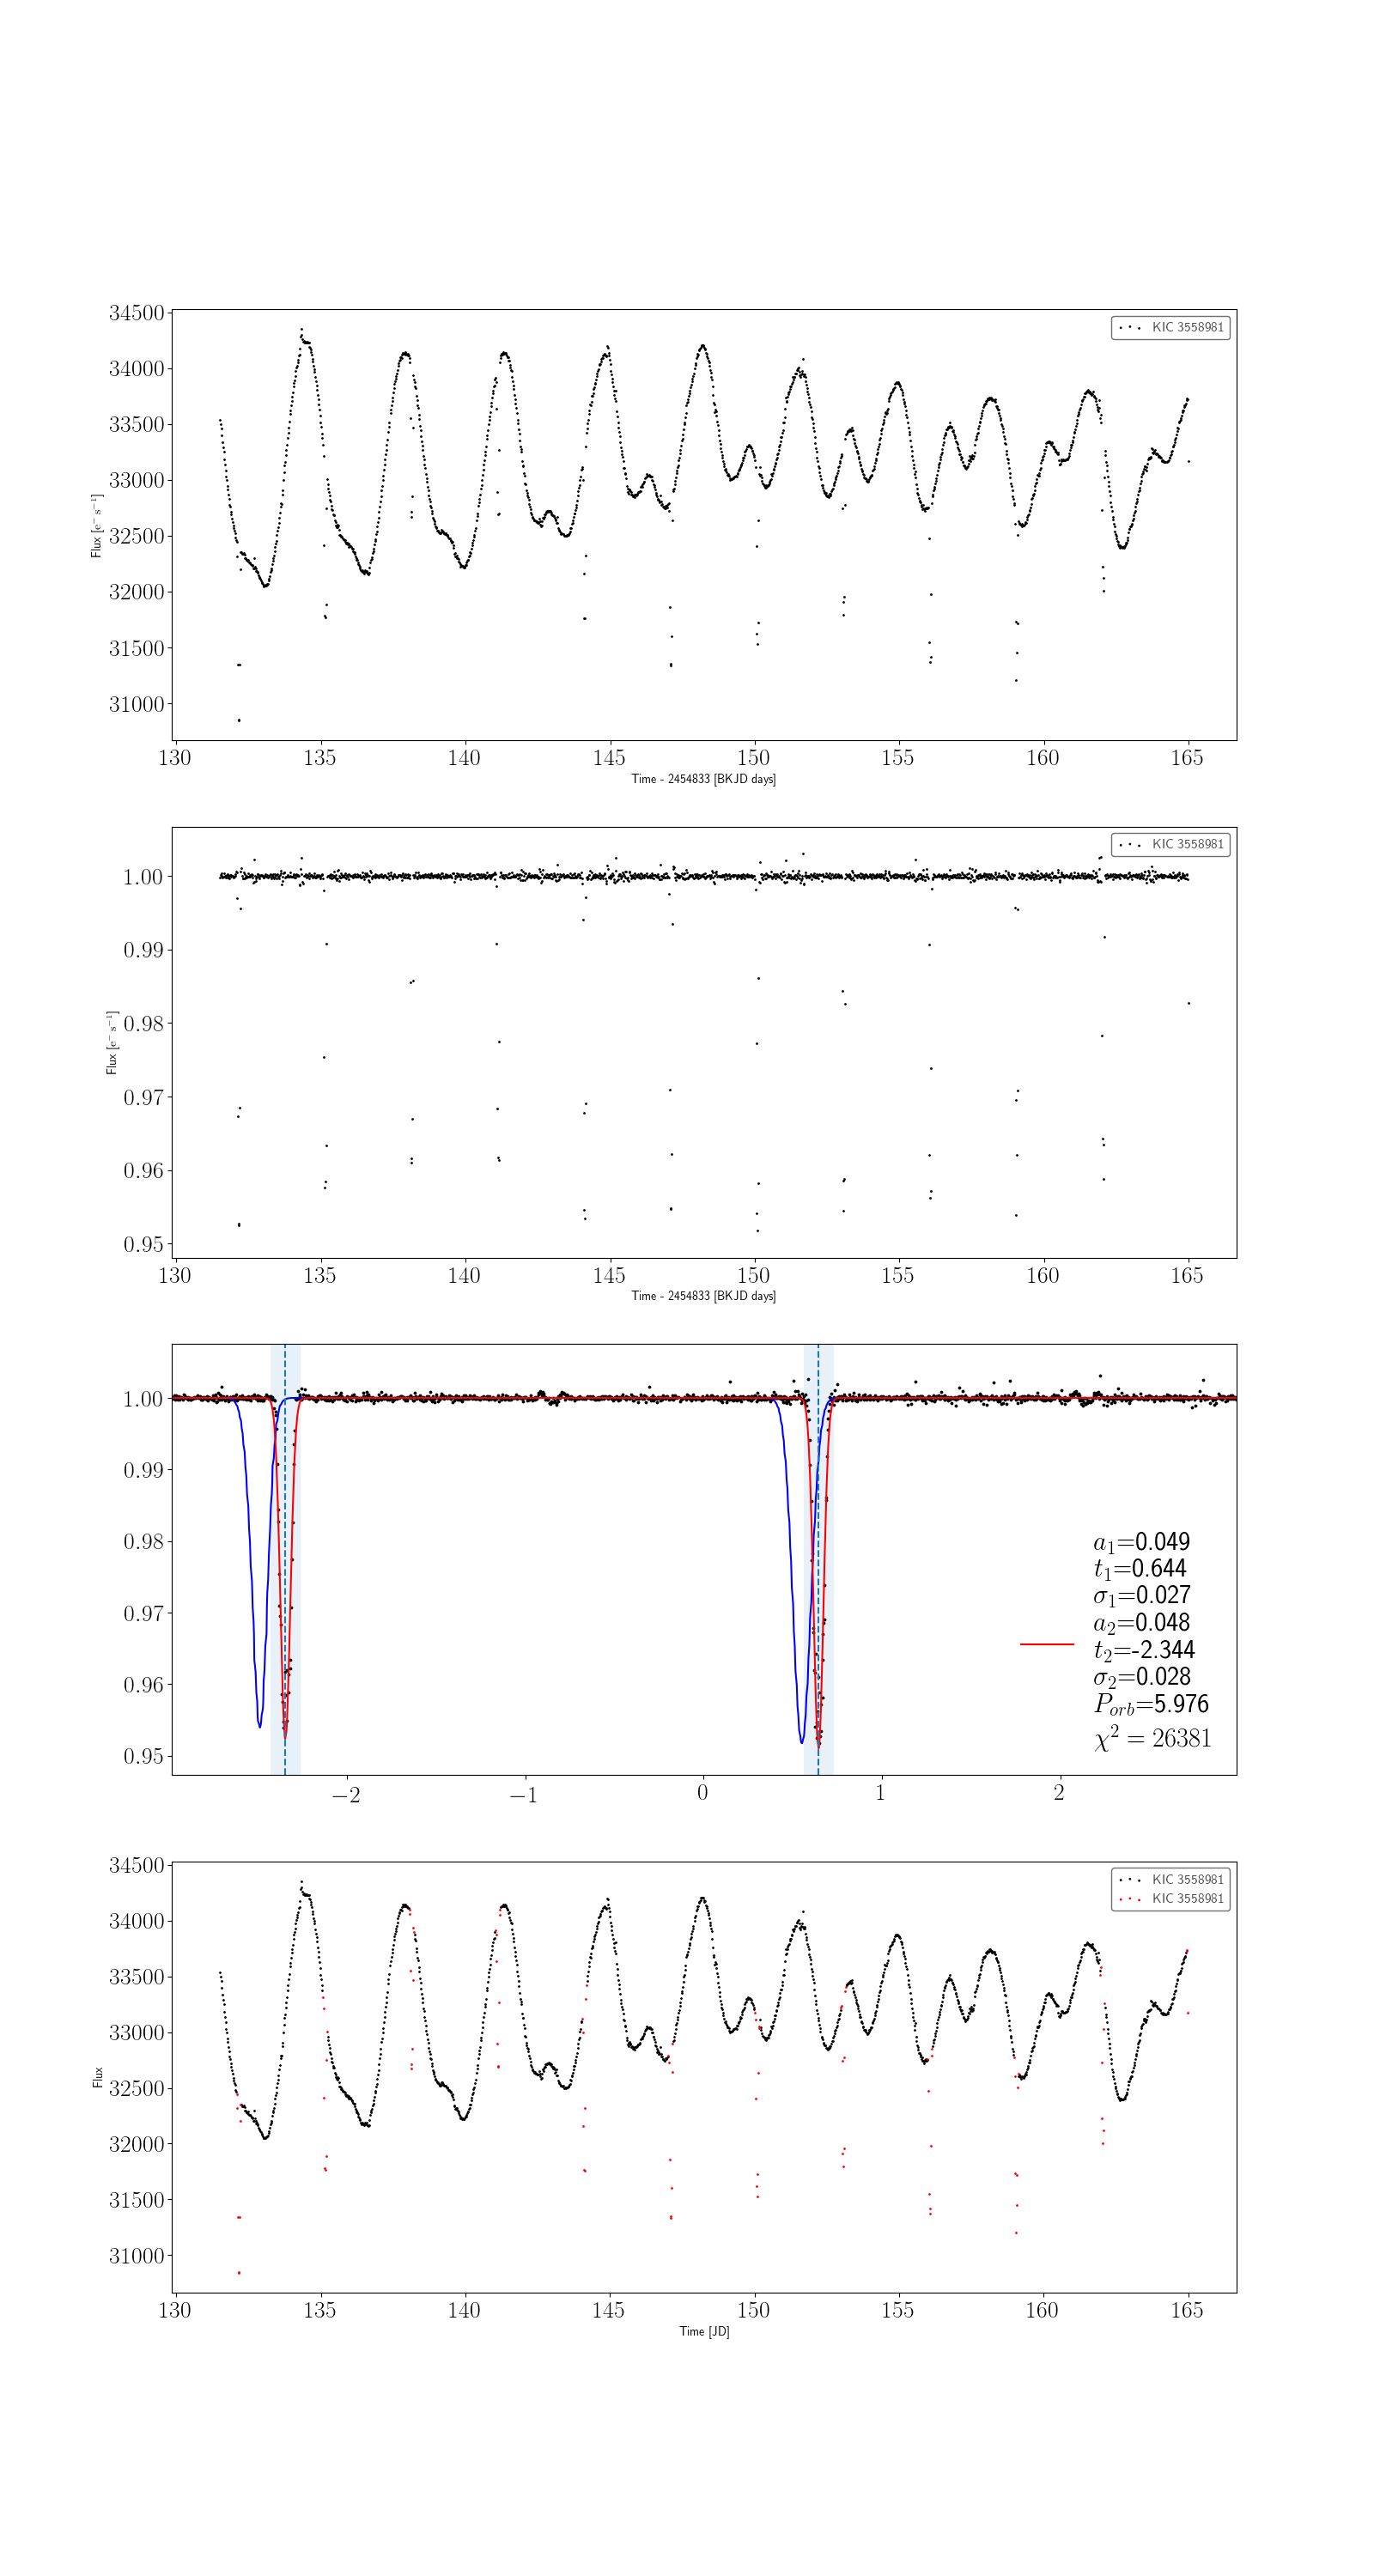 34500
34000
33500
33000
32500
32000
31500
31000
Flux [e⁻ s⁻¹]
KIC 3558981
130 135 140 145 150 155 160 165
Time - 2454833 [BKJD days]
1.00
0.99
0.98
0.97
0.96
0.95
Flux [e⁻ s⁻¹]
KIC 3558981
130 135 140 145 150 155 160 165
Time - 2454833 [BKJD days]
1.00
0.99
0.98
0.97
0.96
0.95
a₁=0.049
t₁=0.644
σ₁=0.027
a₂=0.048
t₂=-2.344
σ₂=0.028
P_orb=5.976
χ² = 26381
−2 −1 0 1 2
34500
34000
33500
33000
32500
32000
31500
31000
Flux
KIC 3558981
KIC 3558981
130 135 140 145 150 155 160 165
Time [JD]